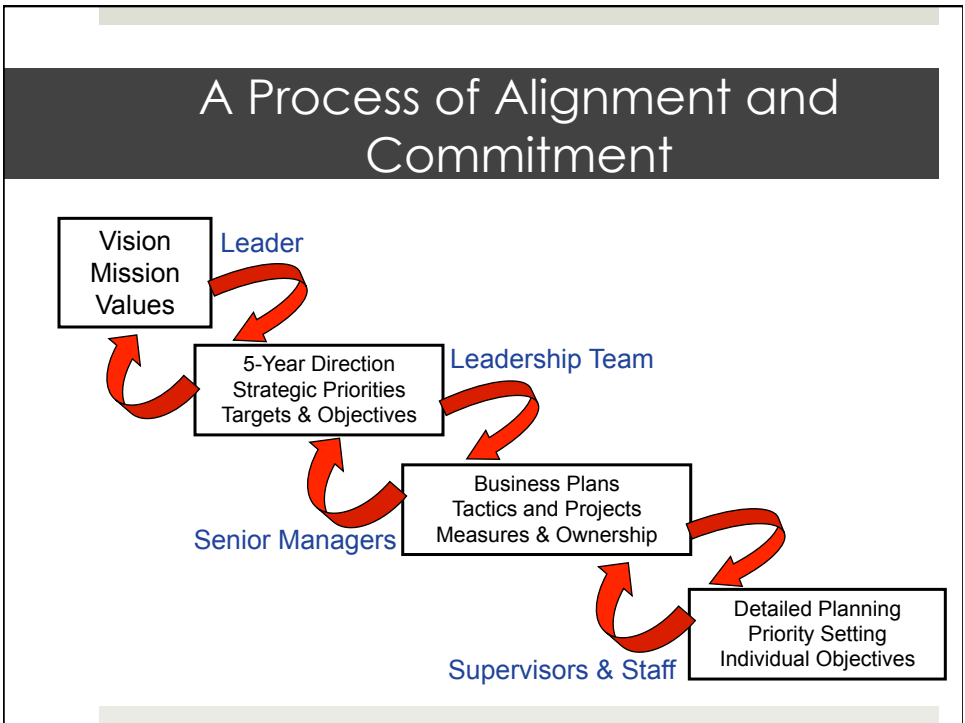 A Process of Alignment and
Commitment
Vision
Mission
Values
Leader
5-Year Direction
Strategic Priorities
Targets & Objectives
Leadership Team
Business Plans
Tactics and Projects
Measures & Ownership
Senior Managers
Detailed Planning
Priority Setting
Individual Objectives
Supervisors & Staff